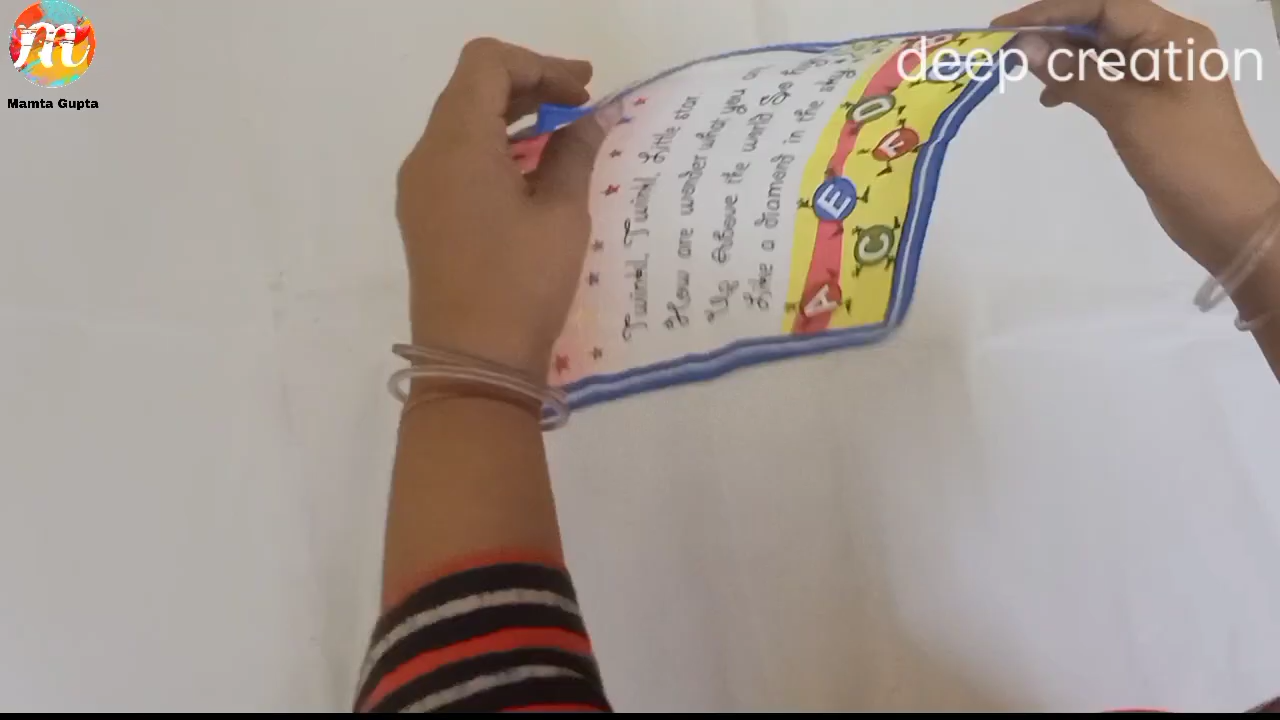 Mamta Gupta
deep creation
Twinkl, Twinkl, Little star
How are wonder what you
Up Above the world So
Like a diamond in the sky
A
C
E
F
D